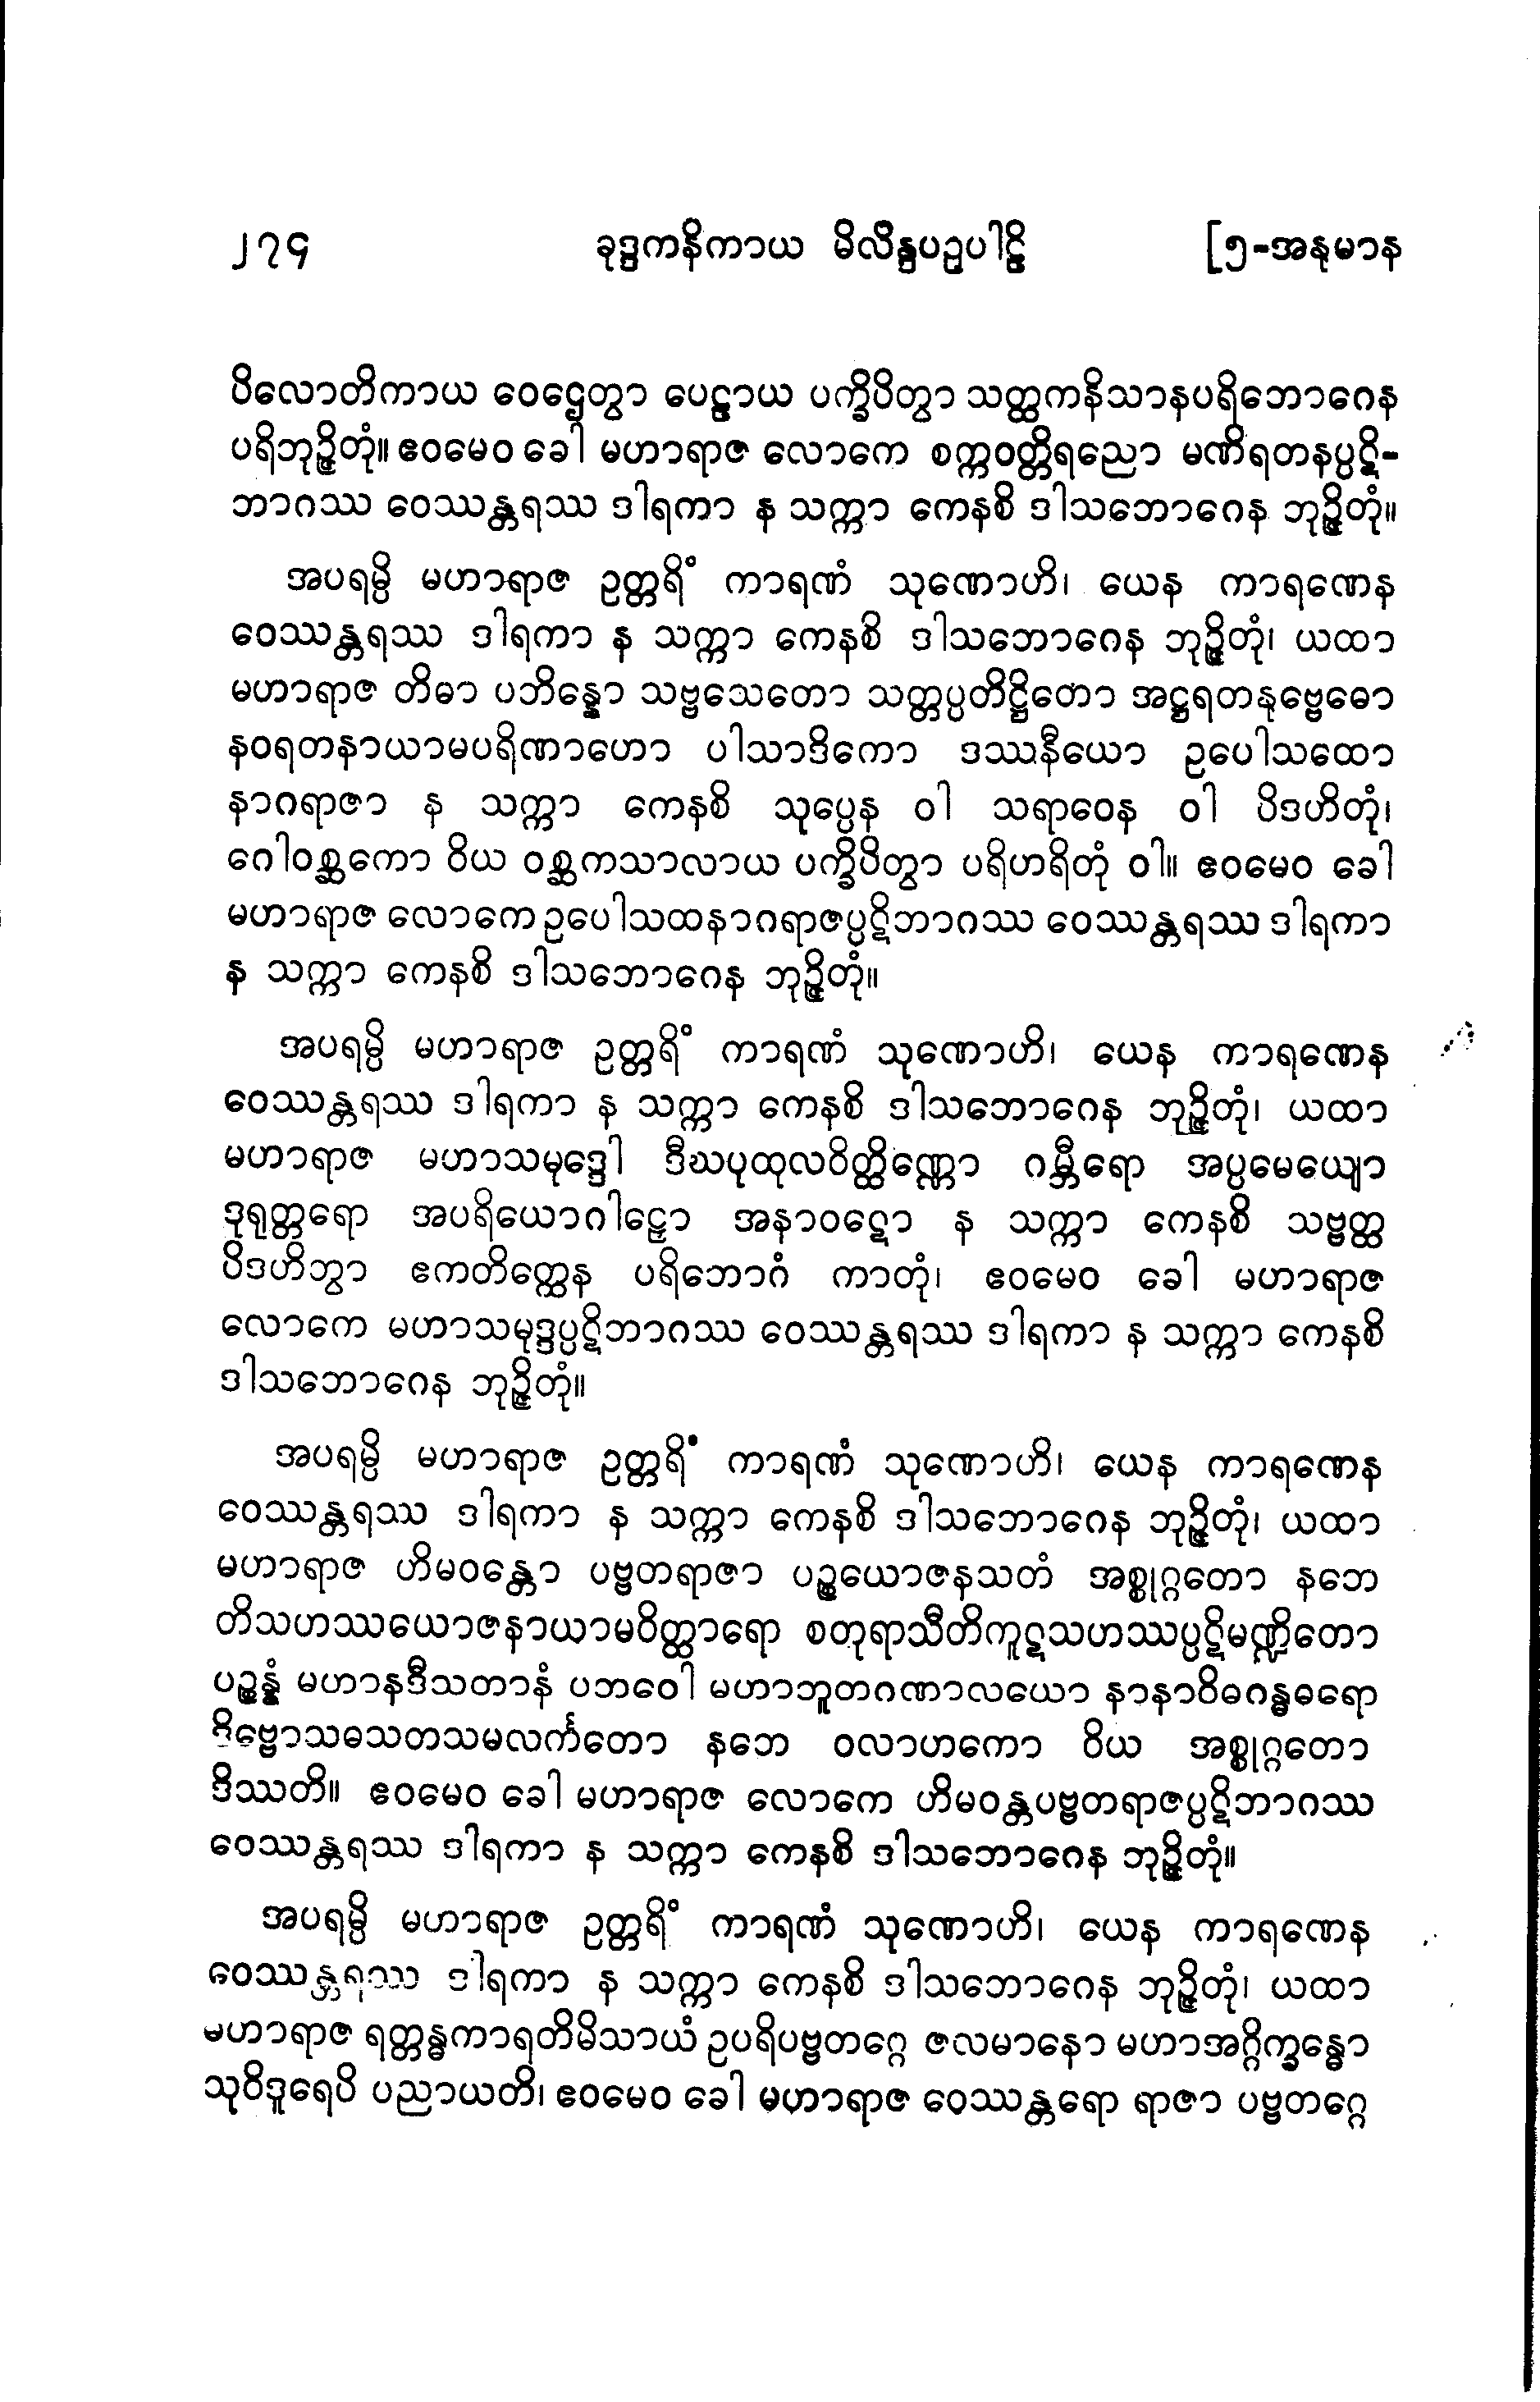 ၂၇၄ ခုဒ္ဒကနိကာယ မိလိန္ဒပဉှပါဠိ [၅-အနုမာန
ပိလောတိကာယ ဝေဌေတွာ ပေဠာယ ပက္ခိပိတွာ သတ္ထကနိသာနပရိဘောဂေန
ပရိဘုဉ္ဇိတုံ။ ဧဝမေဝ ခေါ မဟာရာဇ လောကေ စက္ကဝတ္တိရညော မဏိရတနပ္ပဋိ-
ဘာဂဿ ဝေဿန္တရဿ ဒါရကာ န သက္ကာ ကေနစိ ဒါသဘောဂေန ဘုဉ္ဇိတုံ။
အပရမ္ပိ မဟာရာဇ ဥတ္တရိံ ကာရဏံ သုဏောဟိ၊ ယေန ကာရဏေန
ဝေဿန္တရဿ ဒါရကာ န သက္ကာ ကေနစိ ဒါသဘောဂေန ဘုဉ္ဇိတုံ၊ ယထာ
မဟာရာဇ တိဓာ ပဘိန္နော သဗ္ဗသေတော သတ္တပ္ပတိဋ္ဌိတော အဋ္ဌရတနုဗ္ဗေဓော
နဝရတနာယာမပရိဏာဟော ပါသာဒိကော ဒဿနီယော ဥပေါသထော
နာဂရာဇာ န သက္ကာ ကေနစိ သုပ္ပေန ဝါ သရာဝေန ဝါ ပိဒဟိတုံ၊
ဂေါဝစ္ဆကော ဝိယ ဝစ္ဆကသာလာယ ပက္ခိပိတွာ ပရိဟရိတုံ ဝါ။ ဧဝမေဝ ခေါ
မဟာရာဇ လောကေ ဥပေါသထနာဂရာဇပ္ပဋိဘာဂဿ ဝေဿန္တရဿ ဒါရကာ
န သက္ကာ ကေနစိ ဒါသဘောဂေန ဘုဉ္ဇိတုံ။
အပရမ္ပိ မဟာရာဇ ဥတ္တရိံ ကာရဏံ သုဏောဟိ၊ ယေန ကာရဏေန
ဝေဿန္တရဿ ဒါရကာ န သက္ကာ ကေနစိ ဒါသဘောဂေန ဘုဉ္ဇိတုံ၊ ယထာ
မဟာရာဇ မဟာသမုဒ္ဒေါ ဒီဃပုထုလဝိတ္ထိဏ္ဏော ဂမ္ဘီရော အပ္ပမေယျော
ဒုရုတ္တရော အပရိယောဂါဠှော အနာဝဋော န သက္ကာ ကေနစိ သဗ္ဗတ္ထ
ပိဒဟိတွာ ဧကတိတ္ထေန ပရိဘောဂံ ကာတုံ၊ ဧဝမေဝ ခေါ မဟာရာဇ
လောကေ မဟာသမုဒ္ဒပ္ပဋိဘာဂဿ ဝေဿန္တရဿ ဒါရကာ န သက္ကာ ကေနစိ
ဒါသဘောဂေန ဘုဉ္ဇိတုံ။
အပရမ္ပိ မဟာရာဇ ဥတ္တရိံ ကာရဏံ သုဏောဟိ၊ ယေန ကာရဏေန
ဝေဿန္တရဿ ဒါရကာ န သက္ကာ ကေနစိ ဒါသဘောဂေန ဘုဉ္ဇိတုံ၊ ယထာ
မဟာရာဇ ဟိမဝန္တော ပဗ္ဗတရာဇာ ပဉ္စယောဇနသတံ အစ္စုဂ္ဂတော နဘေ
တိသဟဿယောဇနာယာမဝိတ္ထာရော စတုရာသီတိကူဋသဟဿပ္ပဋိမဏ္ဍိတော
ပဉ္စန္နံ မဟာနဒီသတာနံ ပဘဝေါ မဟာဘူတဂဏာလယော နာနာဝိဓဂန္ဓဓရော
ဒိဗ္ဗောသဓသတသမလင်္ကတော နဘေ ဝလာဟကော ဝိယ အစ္စုဂ္ဂတော
ဒိဿတိ။ ဧဝမေဝ ခေါ မဟာရာဇ လောကေ ဟိမဝန္တပဗ္ဗတရာဇပ္ပဋိဘာဂဿ
ဝေဿန္တရဿ ဒါရကာ န သက္ကာ ကေနစိ ဒါသဘောဂေန ဘုဉ္ဇိတုံ။
အပရမ္ပိ မဟာရာဇ ဥတ္တရိံ ကာရဏံ သုဏောဟိ၊ ယေန ကာရဏေန
ဝေဿန္တရဿ ဒါရကာ န သက္ကာ ကေနစိ ဒါသဘောဂေန ဘုဉ္ဇိတုံ၊ ယထာ
မဟာရာဇ ရတ္တန္ဓကာရတိမိသာယံ ဥပရိပဗ္ဗတဂ္ဂေ ဇလမာနော မဟာအဂ္ဂိက္ခန္ဓော
သုဝိဒူရေပိ ပညာယတိ၊ ဧဝမေဝ ခေါ မဟာရာဇ ဝေဿန္တရော ရာဇာ ပဗ္ဗတဂ္ဂေ